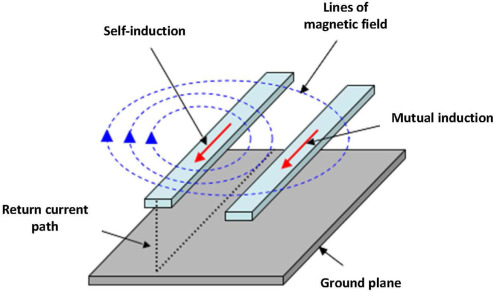 Lines of
magnetic field
Self-induction
Mutual induction
Return current
path
Ground plane